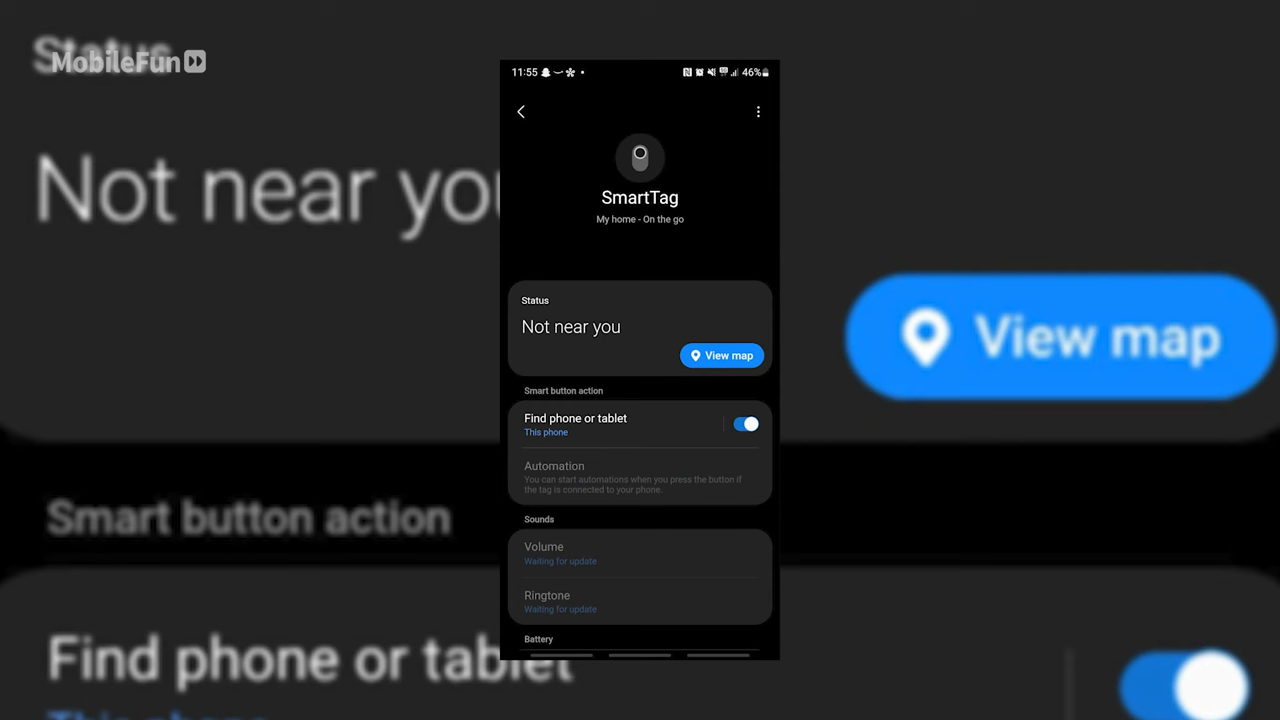 Status
MobileFun
Not near you
View map
Smart button action
Find phone or tablet
This phone
11:55
46%
SmartTag
My home - On the go
Status
Not near you
View map
Smart button action
Find phone or tablet
This phone
Automation
You can start automations when you press the button if
the tag is connected to your phone.
Sounds
Volume
Waiting for update
Ringtone
Waiting for update
Battery